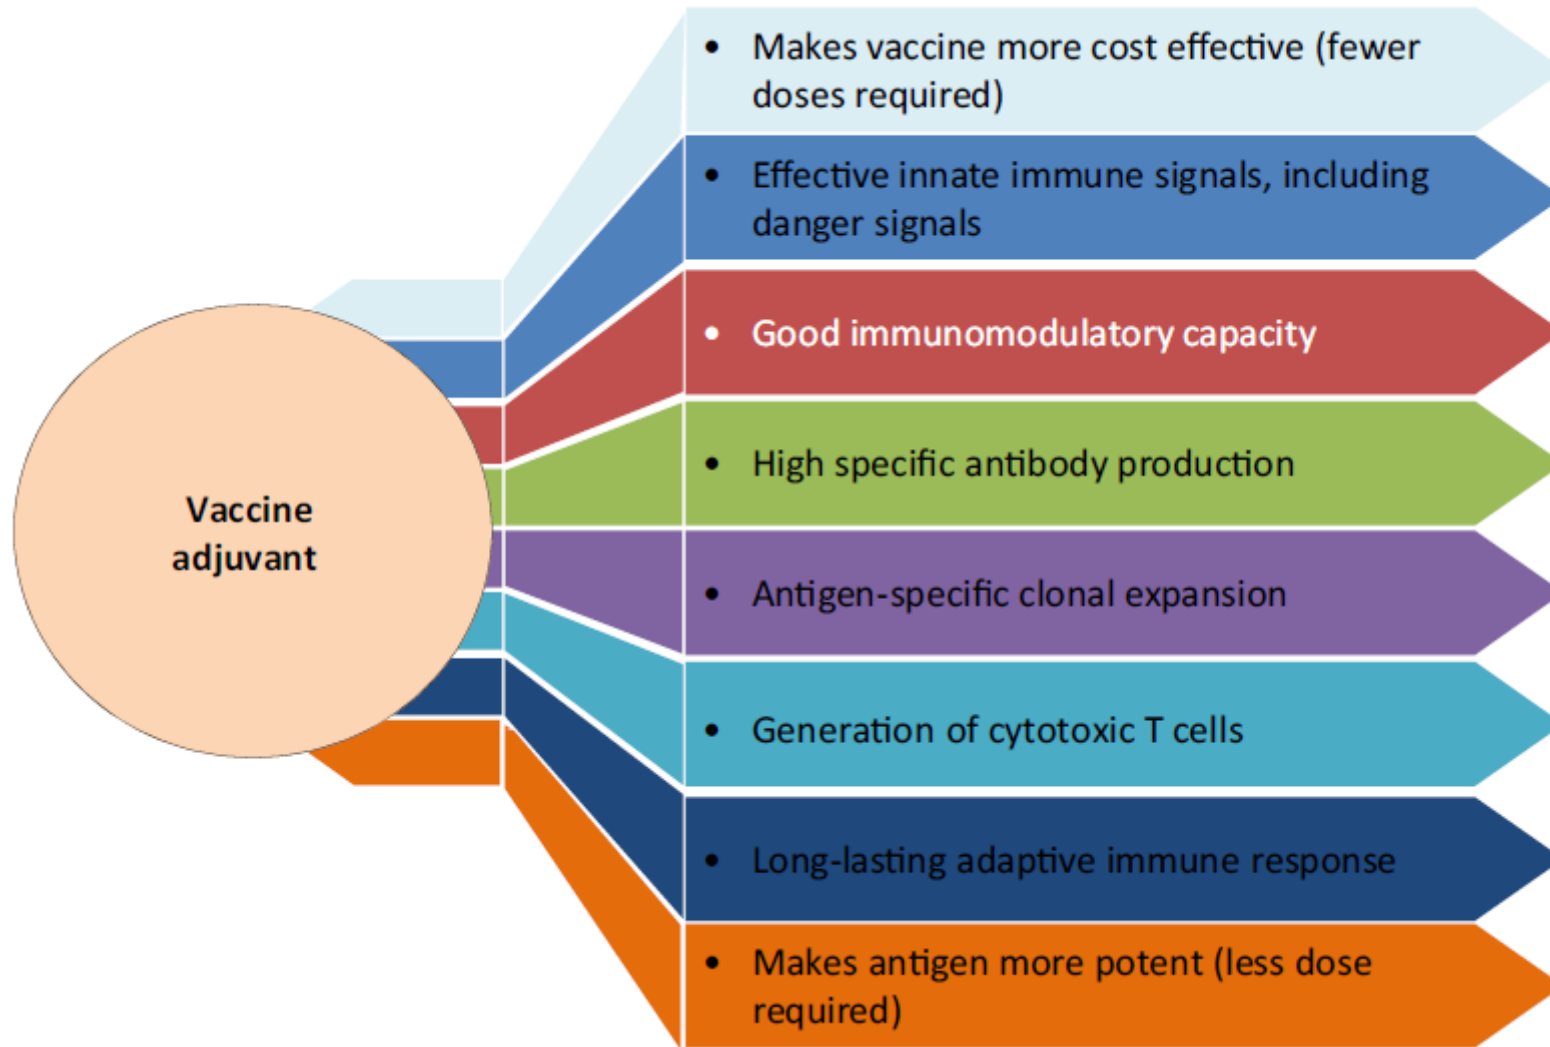 • Makes vaccine more cost effective (fewer
doses required)
• Effective innate immune signals, including
danger signals
• Good immunomodulatory capacity
• High specific antibody production
Vaccine
adjuvant
• Antigen-specific clonal expansion
• Generation of cytotoxic T cells
• Long-lasting adaptive immune response
• Makes antigen more potent (less dose
required)